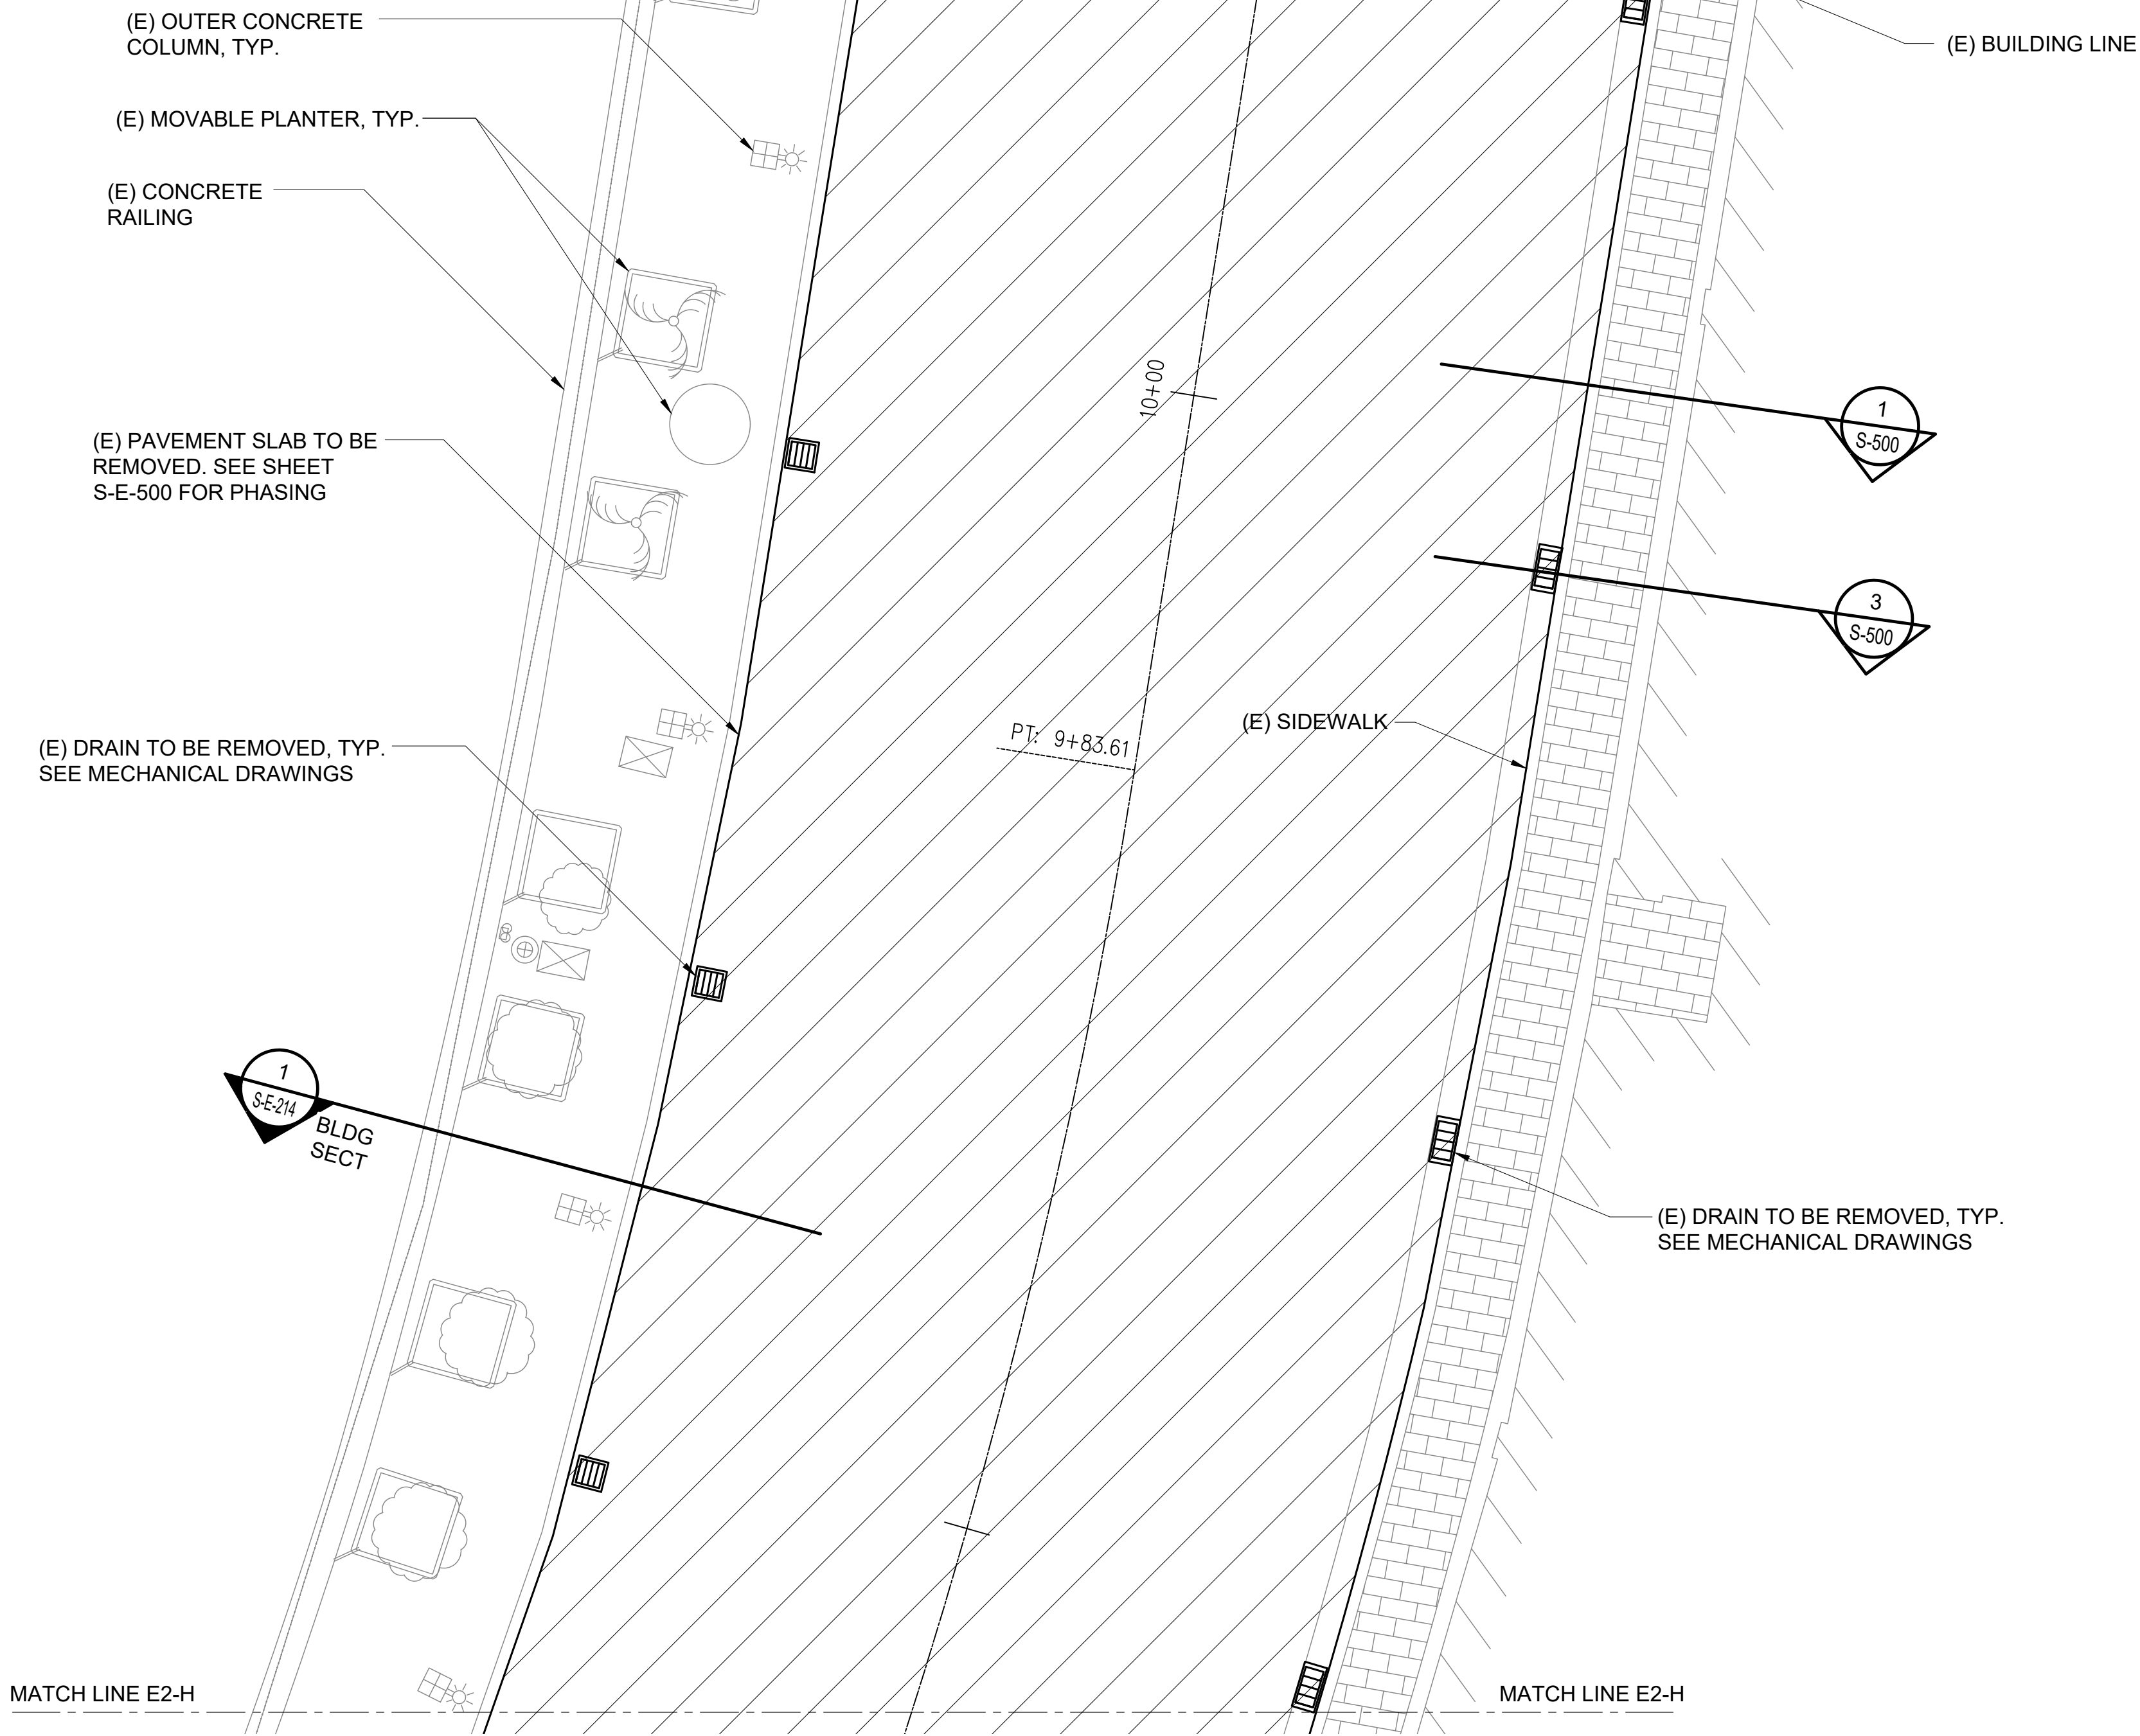 (E) OUTER CONCRETE
COLUMN, TYP.
(E) BUILDING LINE
(E) MOVABLE PLANTER, TYP.
(E) CONCRETE
RAILING
10+00
1
S-500
(E) PAVEMENT SLAB TO BE
REMOVED. SEE SHEET
S-E-500 FOR PHASING
3
S-500
PT: 9+83.61
(E) SIDEWALK
(E) DRAIN TO BE REMOVED, TYP.
SEE MECHANICAL DRAWINGS
1
S-E-214
BLDG
SECT
(E) DRAIN TO BE REMOVED, TYP.
SEE MECHANICAL DRAWINGS
MATCH LINE E2-H
MATCH LINE E2-H